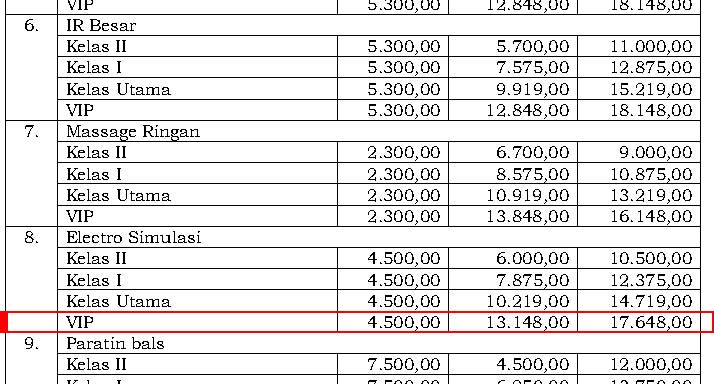 VIP 5.300,00 12.848,00 18.148,00
6. IR Besar
Kelas II 5.300,00 5.700,00 11.000,00
Kelas I 5.300,00 7.575,00 12.875,00
Kelas Utama 5.300,00 9.919,00 15.219,00
VIP 5.300,00 12.848,00 18.148,00
7. Massage Ringan
Kelas II 2.300,00 6.700,00 9.000,00
Kelas I 2.300,00 8.575,00 10.875,00
Kelas Utama 2.300,00 10.919,00 13.219,00
VIP 2.300,00 13.848,00 16.148,00
8. Electro Simulasi
Kelas II 4.500,00 6.000,00 10.500,00
Kelas I 4.500,00 7.875,00 12.375,00
Kelas Utama 4.500,00 10.219,00 14.719,00
VIP 4.500,00 13.148,00 17.648,00
9. Paratin bals
Kelas II 7.500,00 4.500,00 12.000,00